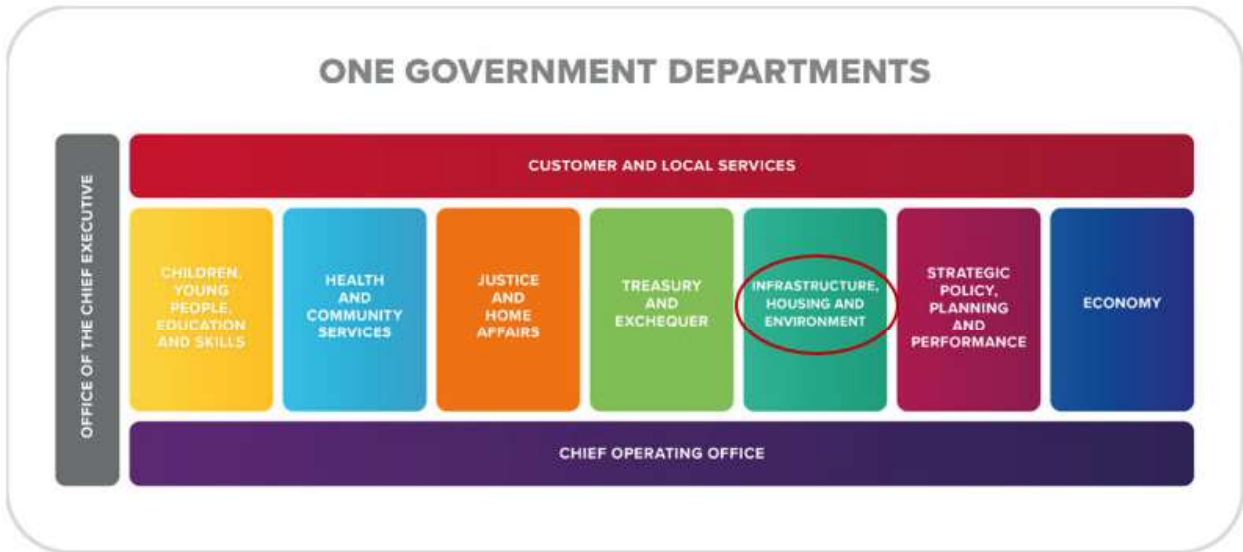 ONE GOVERNMENT DEPARTMENTS
OFFICE OF THE CHIEF EXECUTIVE
CUSTOMER AND LOCAL SERVICES
CHILDREN,
YOUNG
PEOPLE,
EDUCATION
AND SKILLS
HEALTH
AND
COMMUNITY
SERVICES
JUSTICE
AND
HOME
AFFAIRS
TREASURY
AND
EXCHEQUER
INFRASTRUCTURE,
HOUSING AND
ENVIRONMENT
STRATEGIC
POLICY,
PLANNING
AND
PERFORMANCE
ECONOMY
CHIEF OPERATING OFFICE